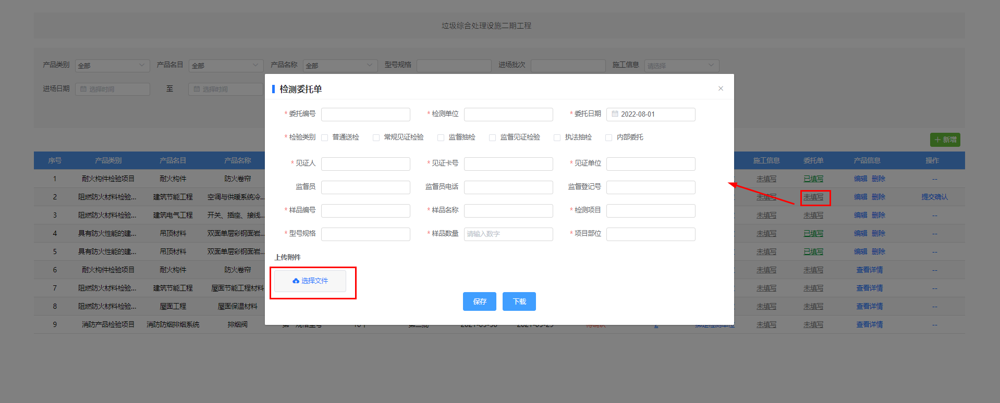 垃圾综合处理设施二期工程
产品类别 全部 产品名目 全部 产品名称 全部 型号规格 进场批次 施工信息 请选择
进场日期 选择时间 至 选择时间
检测委托单 ×
* 委托编号 * 检测单位 * 委托日期 2022-08-01
* 检验类别 普通送检 常规见证检验 监督抽检 监督见证检验 执法抽检 内部委托
* 见证人 * 见证卡号 * 见证单位
监督员 监督员电话 监督登记号
* 样品编号 * 样品名称 * 检测项目
* 型号规格 * 样品数量 请输入数字 * 项目部位
上传附件
选择文件
保存 下载
+ 新增
序号 产品类别 产品名目 产品名称 施工信息 委托单 产品信息 操作
1 耐火构件检验项目 耐火构件 防火卷帘 未填写 已填写 编辑 删除 --
2 阻燃防火材料检验... 建筑节能工程 空调与供暖系统冷... 未填写 未填写 编辑 删除 提交确认
3 阻燃防火材料检验... 建筑电气工程 开关、插座、接线... 未填写 未填写 编辑 删除 --
4 具有防火性能的建... 吊顶材料 双面单层彩钢面岩... 未填写 已填写 编辑 删除 --
5 具有防火性能的建... 吊顶材料 双面单层彩钢面岩... 未填写 已填写 编辑 删除 --
6 耐火构件检验项目 耐火构件 防火卷帘 未填写 未填写 查看详情 --
7 阻燃防火材料检验... 建筑节能工程 屋面节能工程材料 未填写 未填写 查看详情 --
8 阻燃防火材料检验... 屋面工程 屋面保温材料 未填写 未填写 查看详情 --
9 消防产品检验项目 消防防烟排烟系统 排烟阀 待确认 绑定检测单位 未填写 未填写 查看详情 --